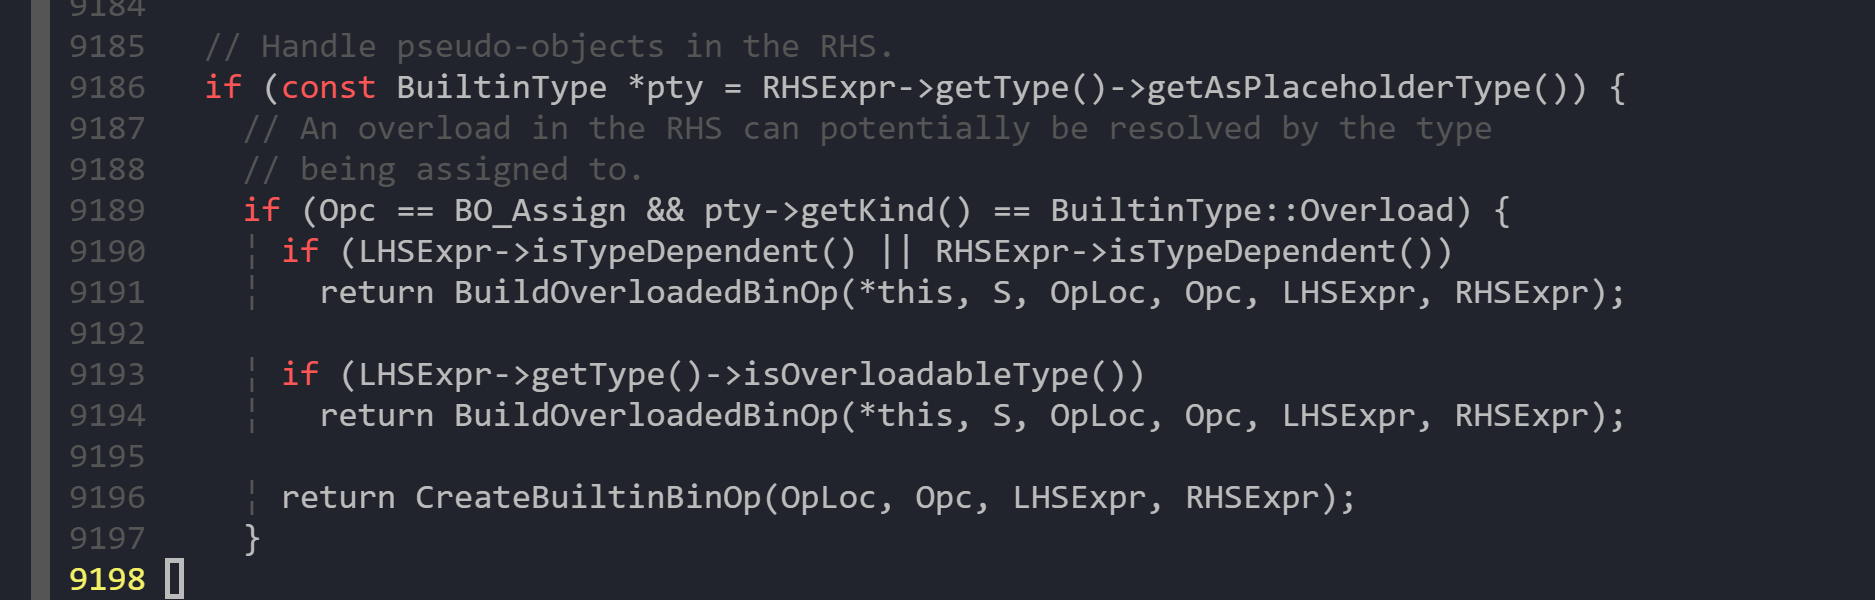 9184
9185 // Handle pseudo-objects in the RHS.
9186 if (const BuiltinType *pty = RHSExpr->getType()->getAsPlaceholderType()) {
9187 // An overload in the RHS can potentially be resolved by the type
9188 // being assigned to.
9189 if (Opc == BO_Assign && pty->getKind() == BuiltinType::Overload) {
9190 if (LHSExpr->isTypeDependent() || RHSExpr->isTypeDependent())
9191 return BuildOverloadedBinOp(*this, S, OpLoc, Opc, LHSExpr, RHSExpr);
9192
9193 if (LHSExpr->getType()->isOverloadableType())
9194 return BuildOverloadedBinOp(*this, S, OpLoc, Opc, LHSExpr, RHSExpr);
9195
9196 return CreateBuiltinBinOp(OpLoc, Opc, LHSExpr, RHSExpr);
9197 }
9198